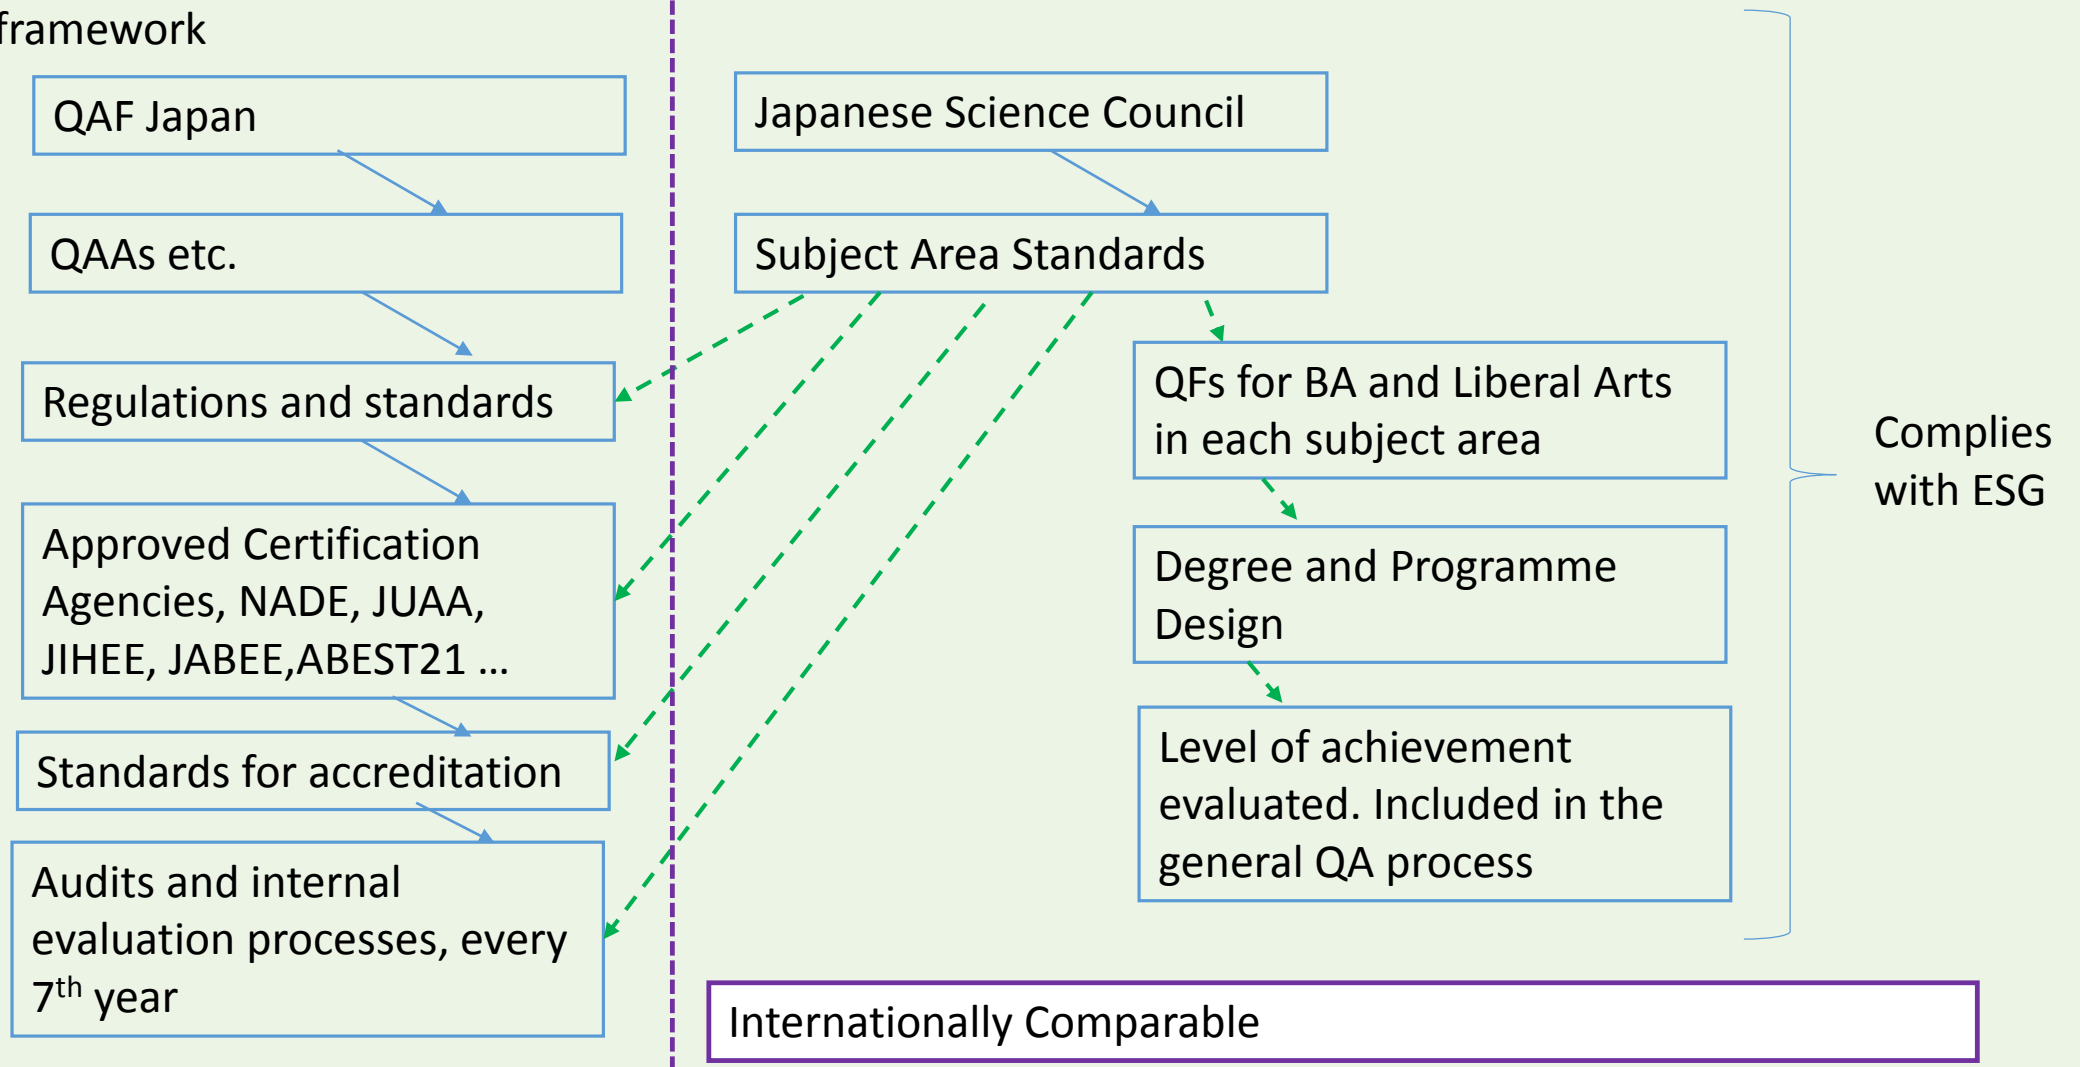 framework
QAF Japan
QAAs etc.
Regulations and standards
Approved Certification
Agencies, NADE, JUAA,
JIHEE, JABEE,ABEST21 ...
Standards for accreditation
Audits and internal
evaluation processes, every
7th year
Japanese Science Council
Subject Area Standards
QFs for BA and Liberal Arts
in each subject area
Degree and Programme
Design
Level of achievement
evaluated. Included in the
general QA process
Internationally Comparable
Complies
with ESG